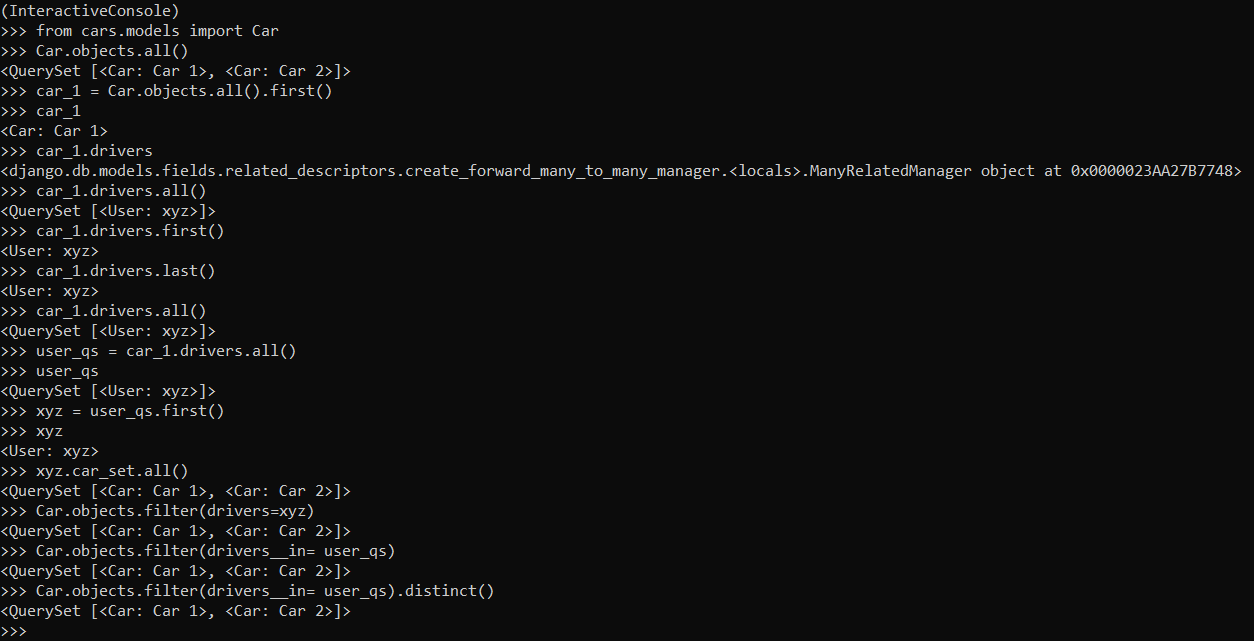 (InteractiveConsole)
>>> from cars.models import Car
>>> Car.objects.all()
<QuerySet [<Car: Car 1>, <Car: Car 2>]>
>>> car_1 = Car.objects.all().first()
>>> car_1
<Car: Car 1>
>>> car_1.drivers
<django.db.models.fields.related_descriptors.create_forward_many_to_many_manager.<locals>.ManyRelatedManager object at 0x0000023AA27B7748>
>>> car_1.drivers.all()
<QuerySet [<User: xyz>]>
>>> car_1.drivers.first()
<User: xyz>
>>> car_1.drivers.last()
<User: xyz>
>>> car_1.drivers.all()
<QuerySet [<User: xyz>]>
>>> user_qs = car_1.drivers.all()
>>> user_qs
<QuerySet [<User: xyz>]>
>>> xyz = user_qs.first()
>>> xyz
<User: xyz>
>>> xyz.car_set.all()
<QuerySet [<Car: Car 1>, <Car: Car 2>]>
>>> Car.objects.filter(drivers=xyz)
<QuerySet [<Car: Car 1>, <Car: Car 2>]>
>>> Car.objects.filter(drivers__in= user_qs)
<QuerySet [<Car: Car 1>, <Car: Car 2>]>
>>> Car.objects.filter(drivers__in= user_qs).distinct()
<QuerySet [<Car: Car 1>, <Car: Car 2>]>
>>>